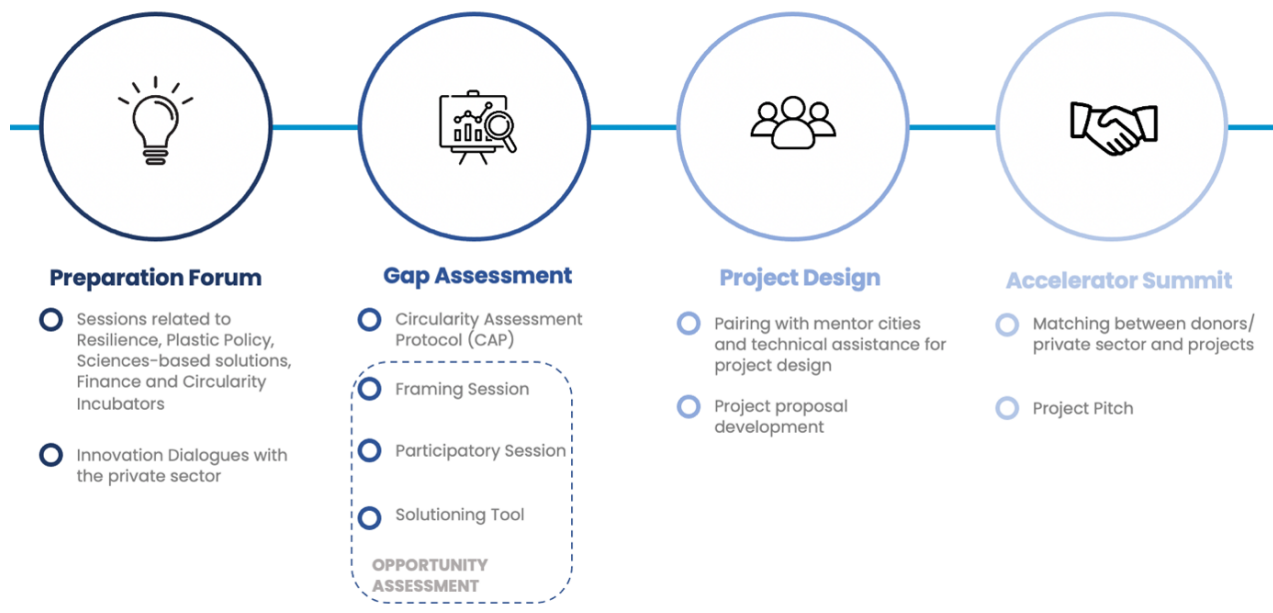 Preparation Forum
Sessions related to
Resilience, Plastic Policy,
Sciences-based solutions,
Finance and Circularity
Incubators
Innovation Dialogues with
the private sector
Gap Assessment
Circularity Assessment
Protocol (CAP)
Framing Session
Participatory Session
Solutioning Tool
OPPORTUNITY
ASSESSMENT
Project Design
Pairing with mentor cities
and technical assistance for
project design
Project proposal
development
Accelerator Summit
Matching between donors/
private sector and projects
Project Pitch